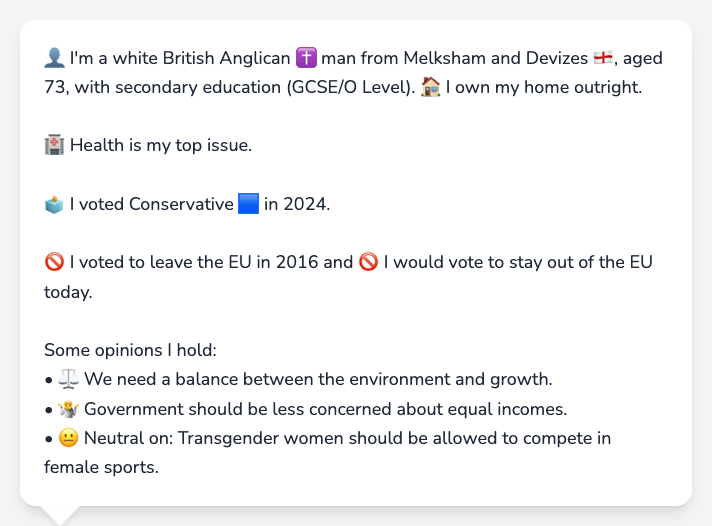 👤 I'm a white British Anglican ✝️ man from Melksham and Devizes 🏴󠁧󠁢󠁥󠁮󠁧󠁿, aged
73, with secondary education (GCSE/O Level). 🏠 I own my home outright.
🏥 Health is my top issue.
🗳️ I voted Conservative 🟦 in 2024.
🚫 I voted to leave the EU in 2016 and 🚫 I would vote to stay out of the EU
today.
Some opinions I hold:
• ⚖️ We need a balance between the environment and growth.
• 🤷 Government should be less concerned about equal incomes.
• 😐 Neutral on: Transgender women should be allowed to compete in
female sports.